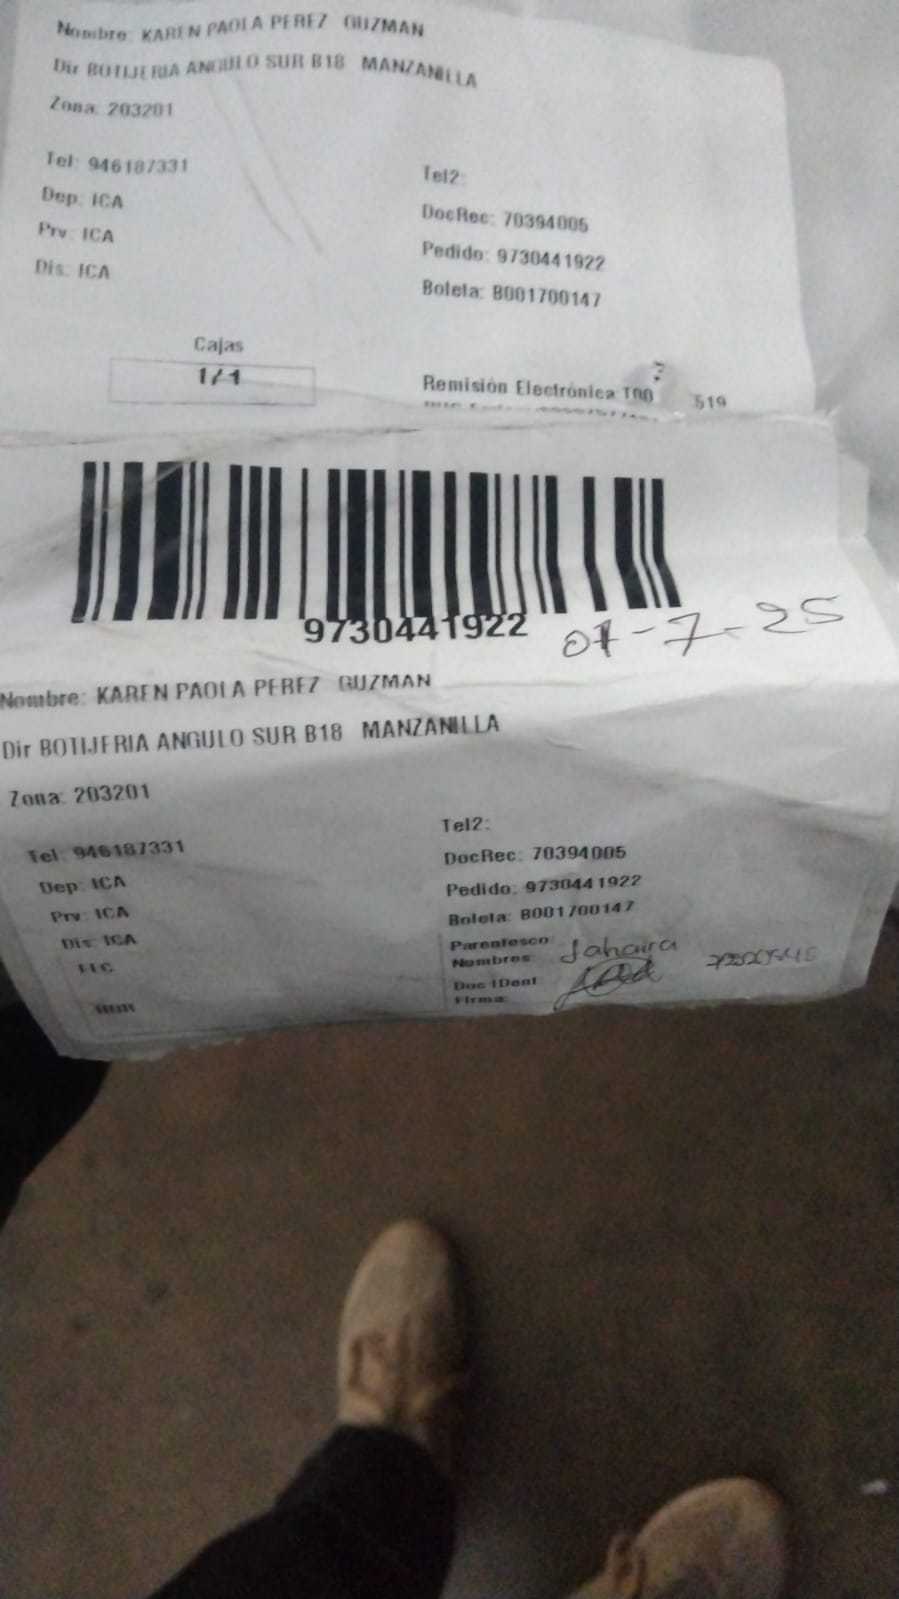 Nombre: KAREN PAOLA PEREZ GUZMAN
Dir BOTIJERIA ANGULO SUR B18 MANZANILLA
Zona: 203201
Tel: 946187331
Tel2:
Dep: ICA
DocRec: 70394005
Prv: ICA
Pedido: 9730441922
Dis: ICA
Boleta: B001700147
Cajas
1/1
Remisión Electrónica T00 519
9730441922
01-7-25
Nombre: KAREN PAOLA PEREZ GUZMAN
Dir BOTIJERIA ANGULO SUR B18 MANZANILLA
Zona: 203201
Tel: 946187331
Tel2:
DocRec: 70394005
Dep: ICA
Pedido: 9730441922
Prv: ICA
Boleta: B001700147
Dis: ICA
Parentesco:
Nombres: Jahaira
Doc IDent
Firma: